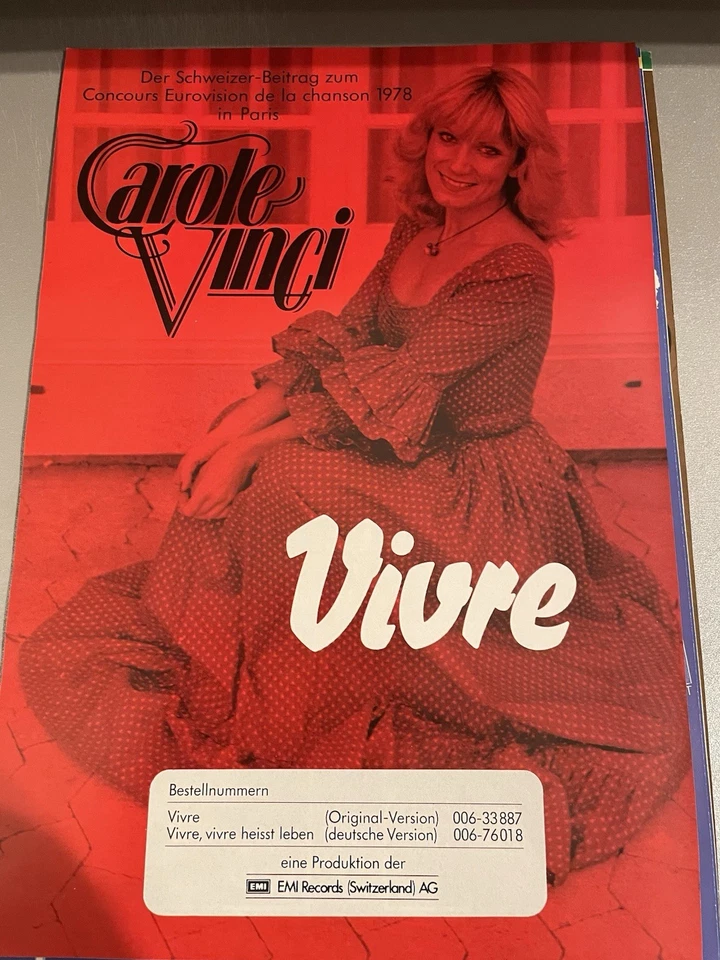 Der Schweizer-Beitrag zum
Concours Eurovision de la chanson 1978
in Paris
Carole
Vinci
Vivre
Bestellnummern
Vivre (Original-Version) 006-33887
Vivre, vivre heisst leben (deutsche Version) 006-76018
eine Produktion der
EMI EMI Records (Switzerland) AG